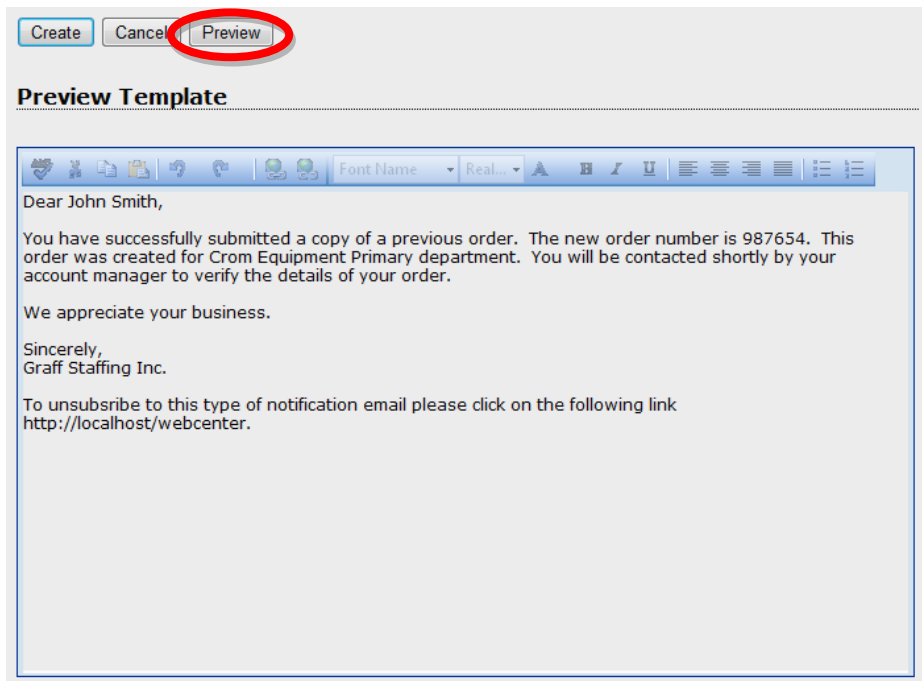 Create Cancel Preview
Preview Template
Font Name Real... A B I U
Dear John Smith,
You have successfully submitted a copy of a previous order. The new order number is 987654. This
order was created for Crom Equipment Primary department. You will be contacted shortly by your
account manager to verify the details of your order.
We appreciate your business.
Sincerely,
Graff Staffing Inc.
To unsubsribe to this type of notification email please click on the following link
http://localhost/webcenter.